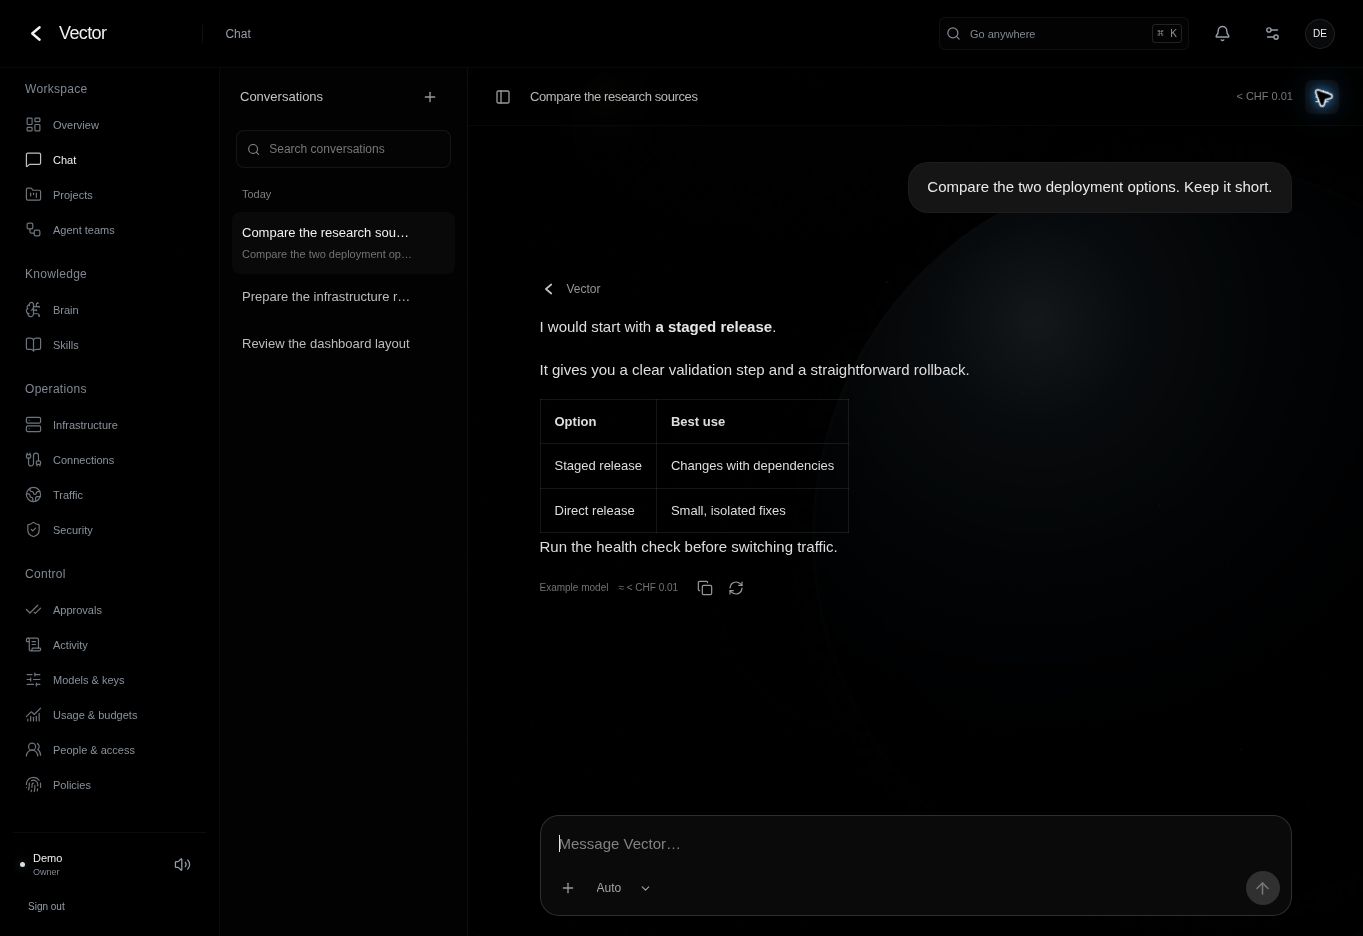 Vector
Chat
Go anywhere
⌘ K
DE
Workspace
Overview
Chat
Projects
Agent teams
Knowledge
Brain
Skills
Operations
Infrastructure
Connections
Traffic
Security
Control
Approvals
Activity
Models & keys
Usage & budgets
People & access
Policies
Demo
Owner
Sign out
Conversations
Search conversations
Today
Compare the research sou…
Compare the two deployment op…
Prepare the infrastructure r…
Review the dashboard layout
Compare the research sources
< CHF 0.01
Compare the two deployment options. Keep it short.
Vector
I would start with a staged release.
It gives you a clear validation step and a straightforward rollback.
Option Best use
Staged release Changes with dependencies
Direct release Small, isolated fixes
Run the health check before switching traffic.
Example model ≈ < CHF 0.01
Message Vector…
Auto